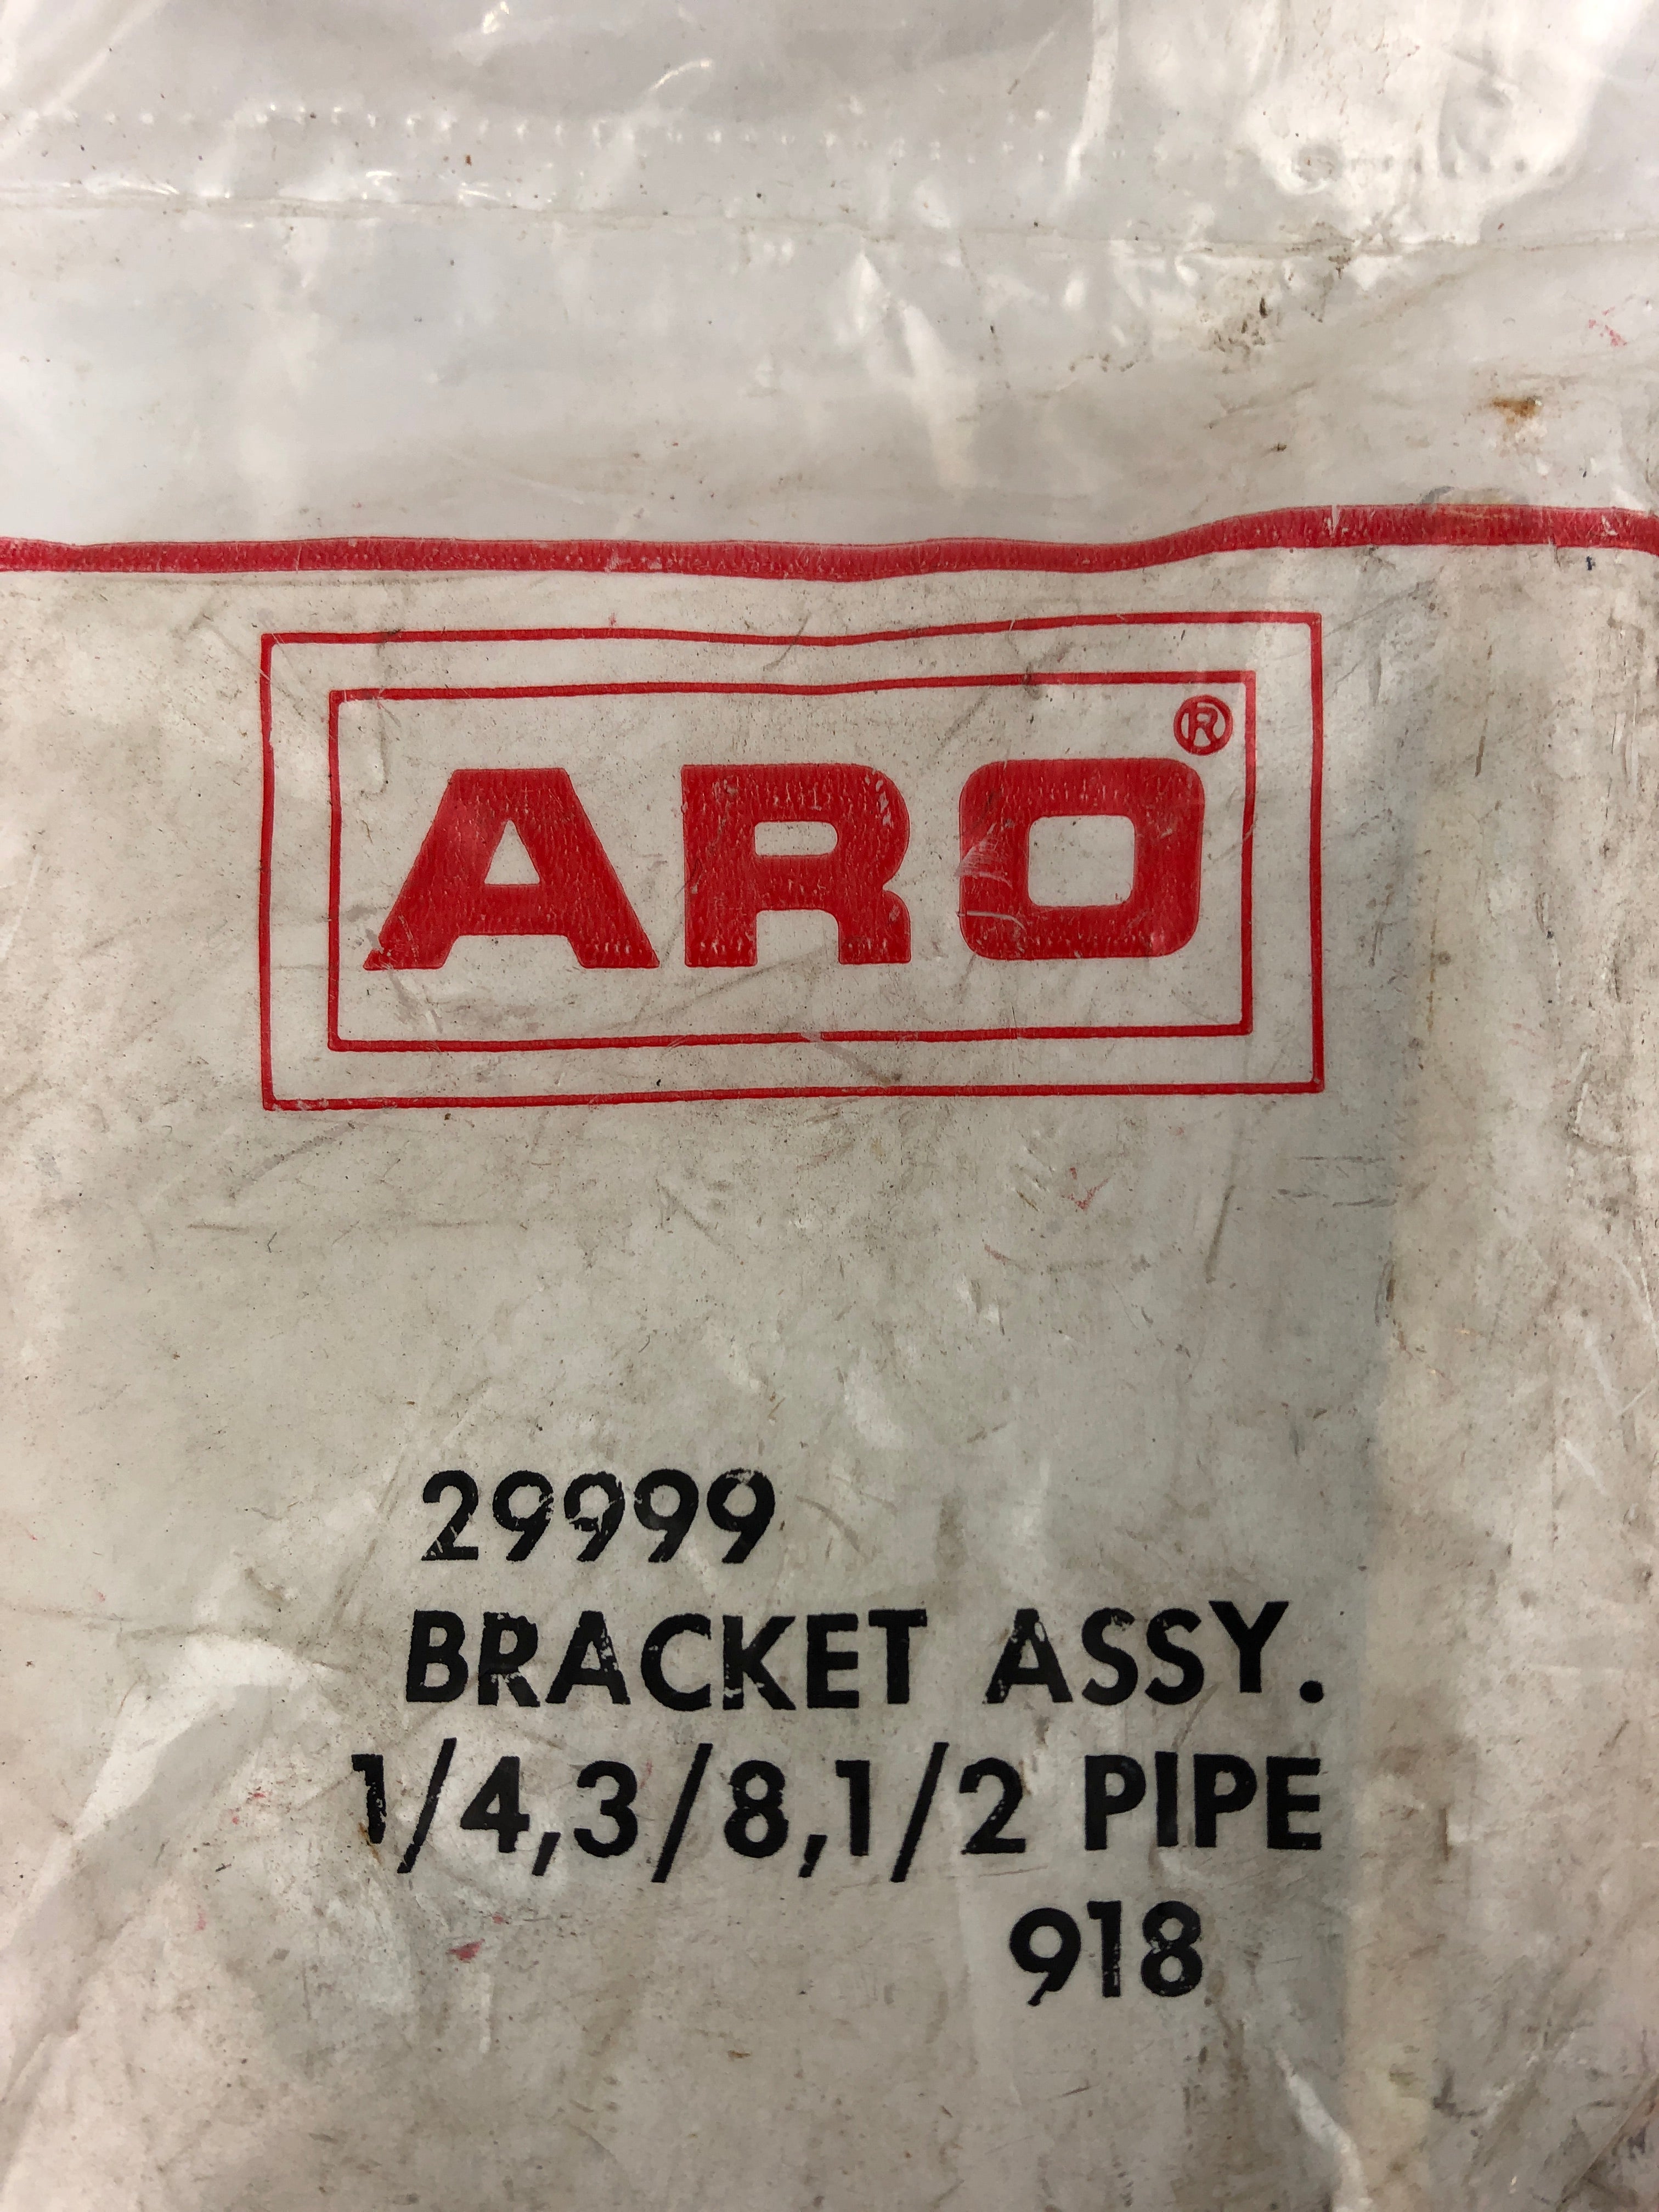 ARO®
29999
BRACKET ASSY.
1/4,3/8,1/2 PIPE
918